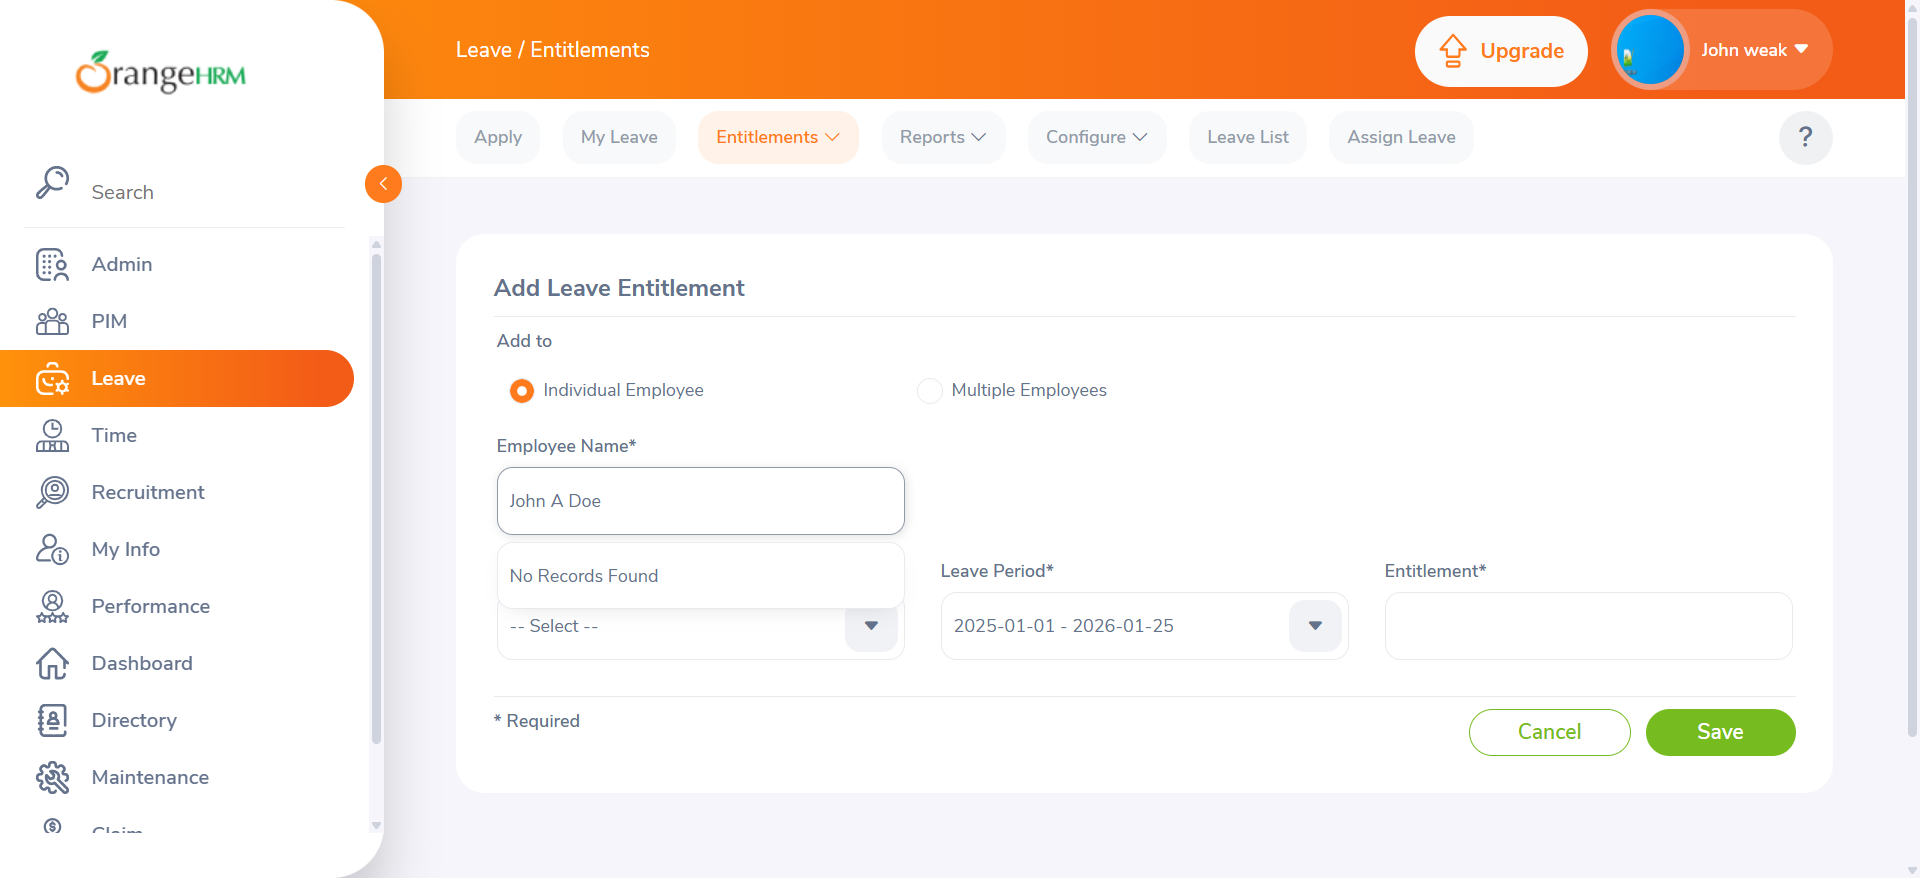 OrangeHRM
Leave / Entitlements
Upgrade
John weak
Apply
My Leave
Entitlements
Reports
Configure
Leave List
Assign Leave
?
Search
Admin
PIM
Leave
Time
Recruitment
My Info
Performance
Dashboard
Directory
Maintenance
Claim
Add Leave Entitlement
Add to
Individual Employee
Multiple Employees
Employee Name*
John A Doe
No Records Found
-- Select --
Leave Period*
2025-01-01 - 2026-01-25
Entitlement*
* Required
Cancel
Save